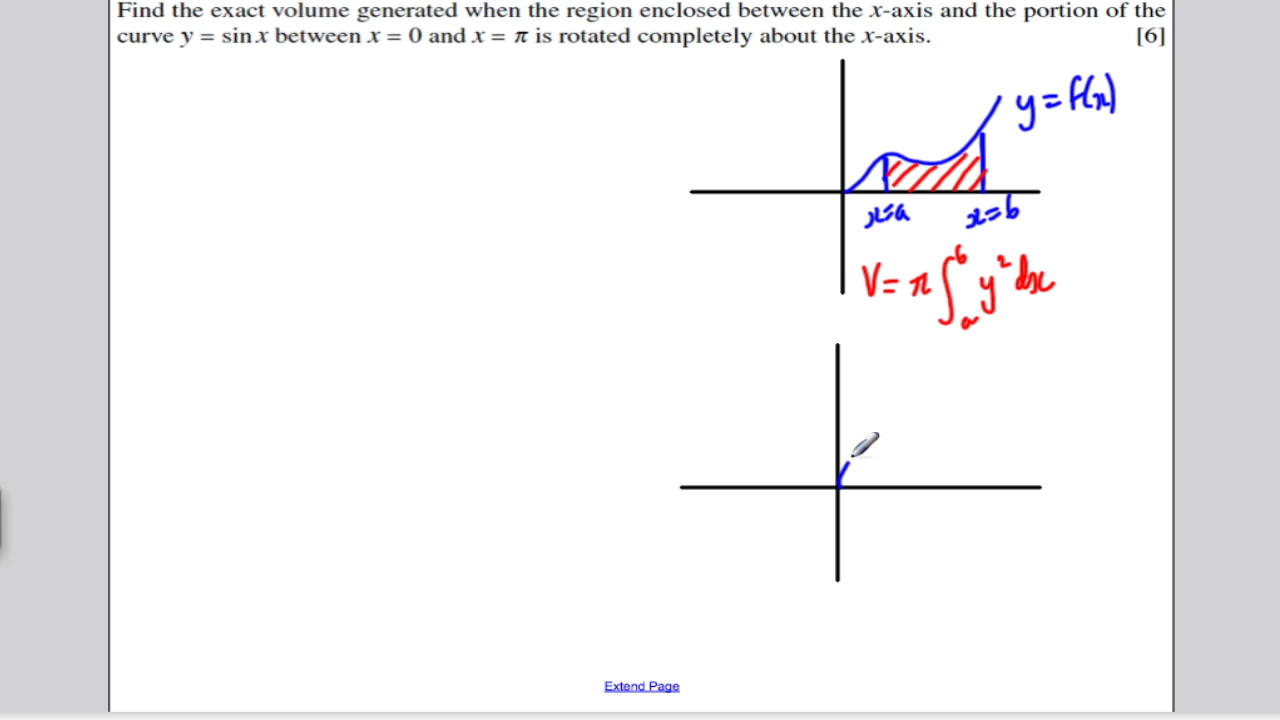 Find the exact volume generated when the region enclosed between the x-axis and the portion of the
curve y = sin x between x = 0 and x = π is rotated completely about the x-axis. [6]
y = f(x)
x=a x=b
V = π∫ₐᵇ y² dx
Extend Page